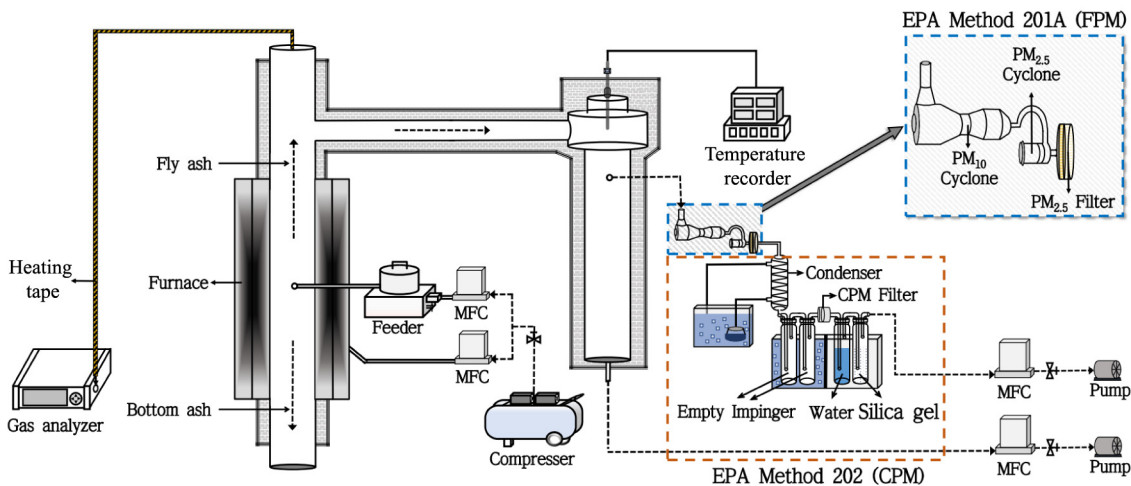 EPA Method 201A (FPM)
PM2.5
Cyclone
PM10
Cyclone
PM2.5 Filter
Temperature
recorder
Fly ash
Heating
tape
Furnace
Feeder
MFC
MFC
Condenser
CPM Filter
Gas analyzer
Bottom ash
Compresser
Empty Impinger
Water
Silica gel
MFC
Pump
EPA Method 202 (CPM)
MFC
Pump